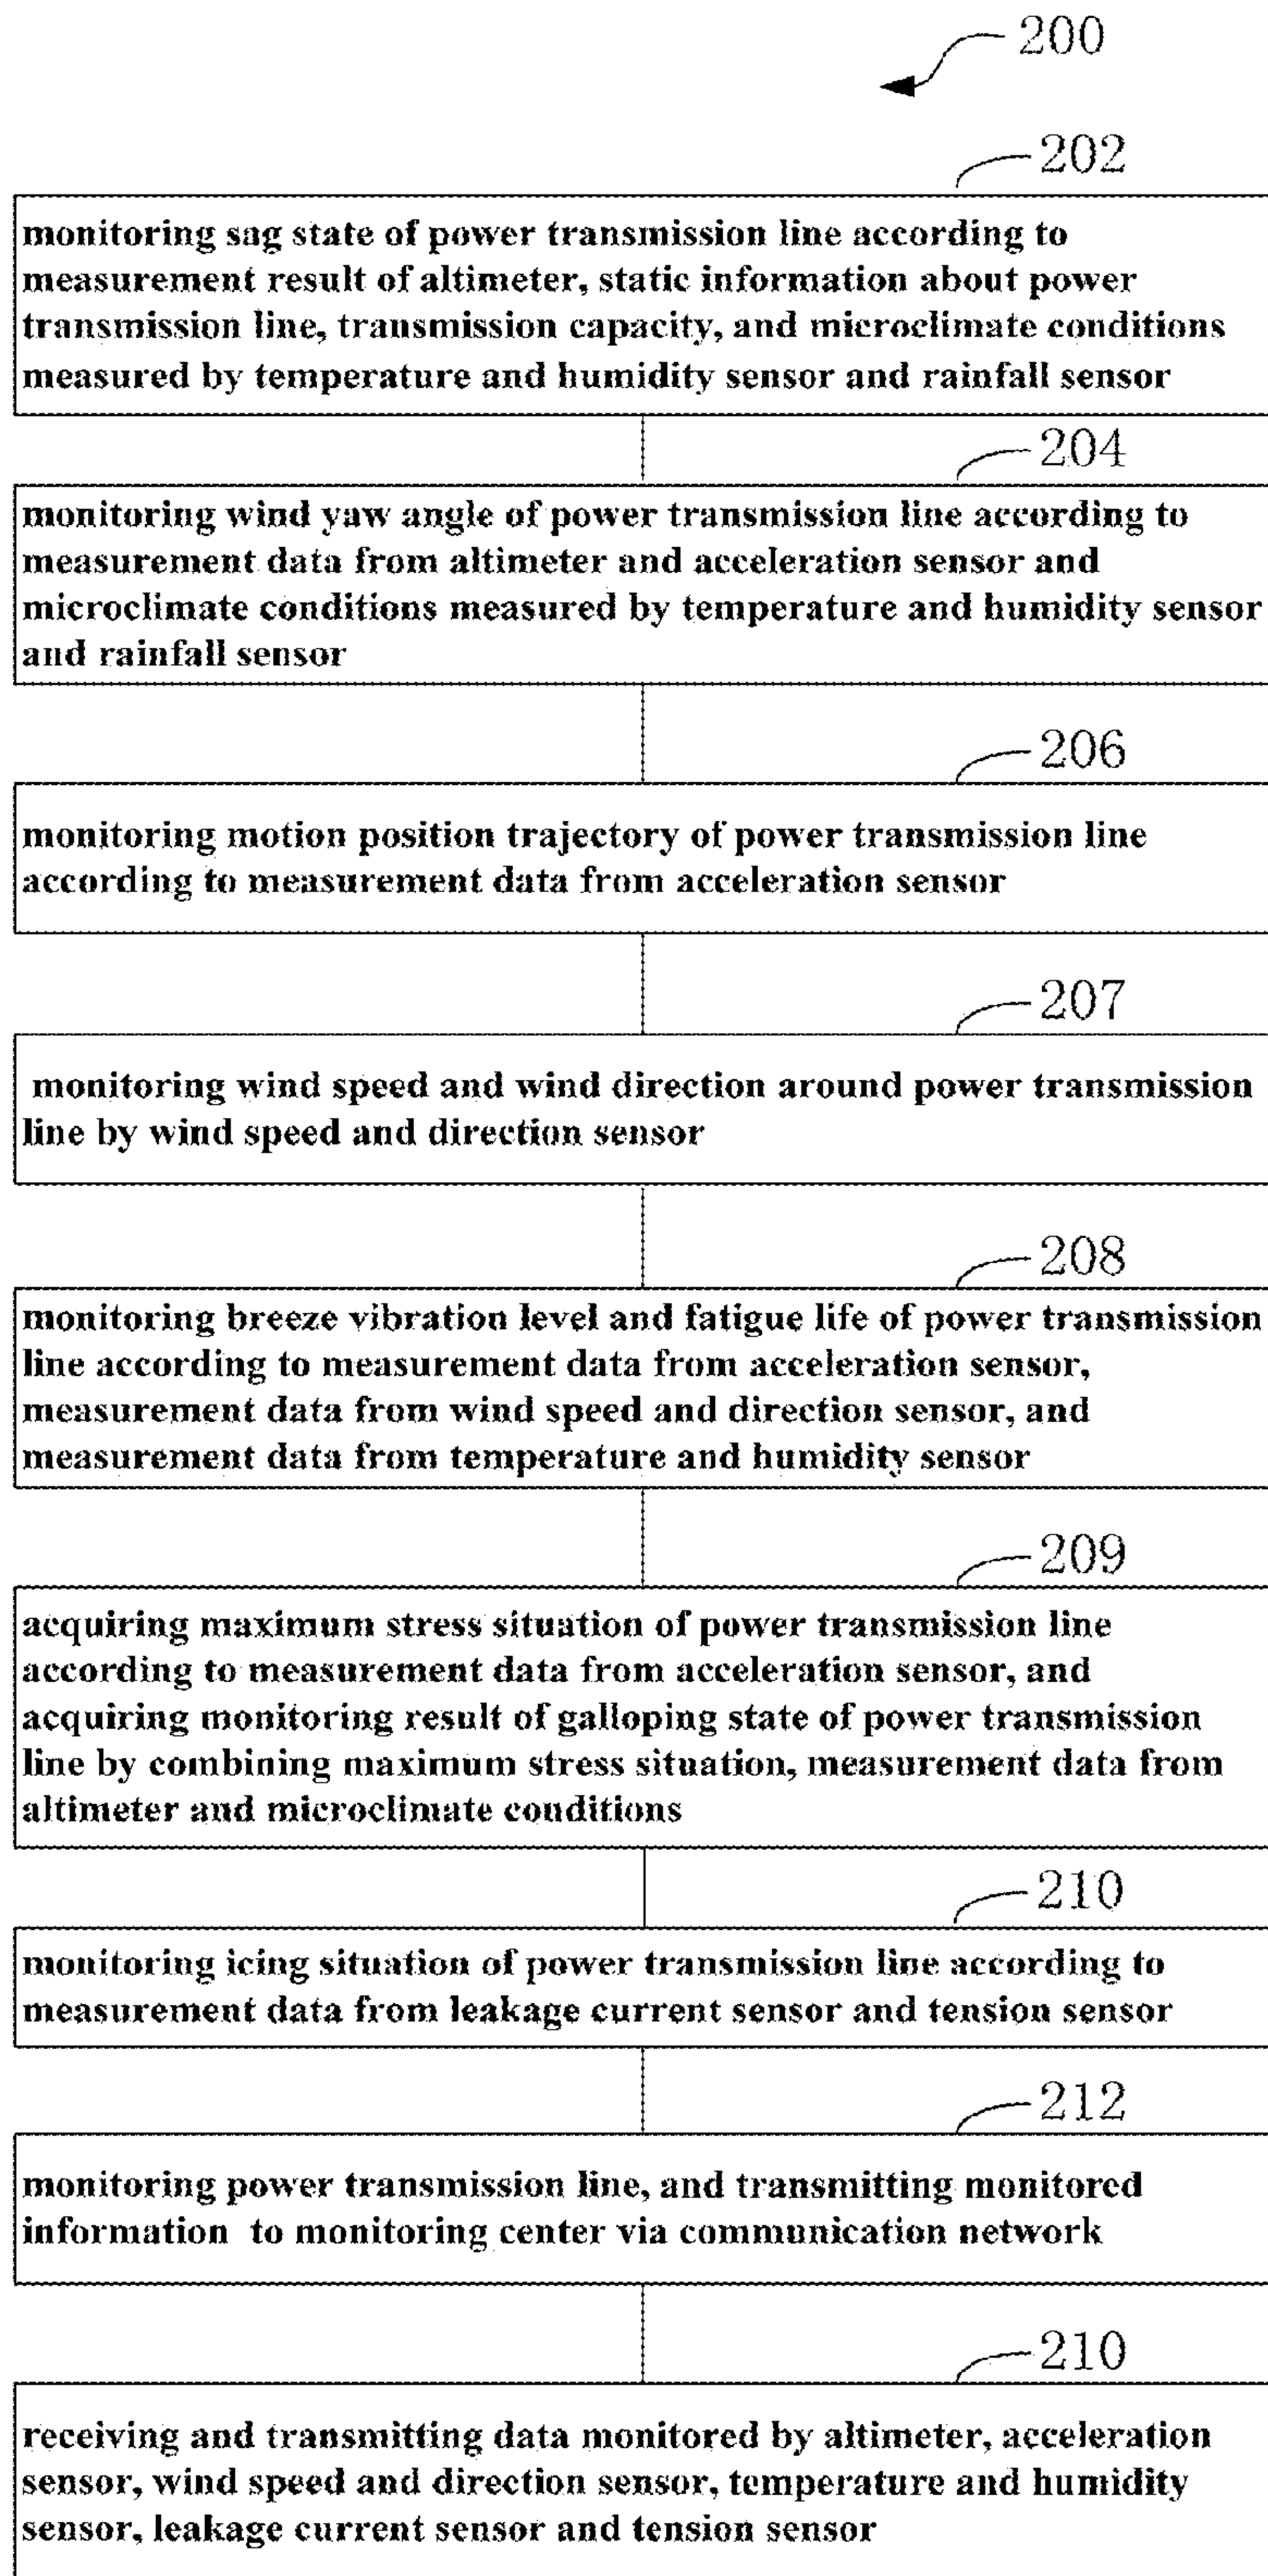 200
202
monitoring sag state of power transmission line according to
measurement result of altimeter, static information about power
transmission line, transmission capacity, and microclimate conditions
measured by temperature and humidity sensor and rainfall sensor
204
monitoring wind yaw angle of power transmission line according to
measurement data from altimeter and acceleration sensor and
microclimate conditions measured by temperature and humidity sensor
and rainfall sensor
206
monitoring motion position trajectory of power transmission line
according to measurement data from acceleration sensor
207
monitoring wind speed and wind direction around power transmission
line by wind speed and direction sensor
208
monitoring breeze vibration level and fatigue life of power transmission
line according to measurement data from acceleration sensor,
measurement data from wind speed and direction sensor, and
measurement data from temperature and humidity sensor
209
acquiring maximum stress situation of power transmission line
according to measurement data from acceleration sensor, and
acquiring monitoring result of galloping state of power transmission
line by combining maximum stress situation, measurement data from
altimeter and microclimate conditions
210
monitoring icing situation of power transmission line according to
measurement data from leakage current sensor and tension sensor
212
monitoring power transmission line, and transmitting monitored
information to monitoring center via communication network
210
receiving and transmitting data monitored by altimeter, acceleration
sensor, wind speed and direction sensor, temperature and humidity
sensor, leakage current sensor and tension sensor